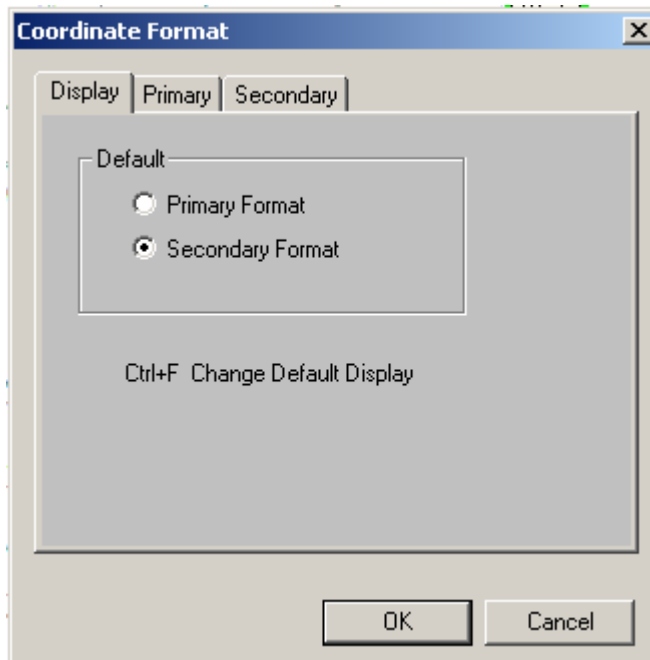 Coordinate Format
Display Primary Secondary
Default
Primary Format
Secondary Format
Ctrl+F Change Default Display
OK Cancel